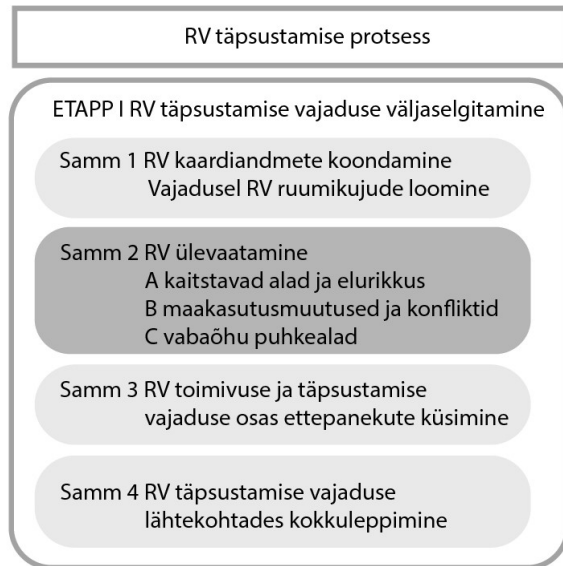 RV täpsustamise protsess
ETAPP I RV täpsustamise vajaduse väljaselgitamine
Samm 1 RV kaardiandmete koondamine
Vajadusel RV ruumikujude loomine
Samm 2 RV ülevaatamine
A kaitstavad alad ja elurikkus
B maakasutusmuutused ja konfliktid
C vabaõhu puhkealad
Samm 3 RV toimivuse ja täpsustamise
vajaduse osas ettepanekute küsimine
Samm 4 RV täpsustamise vajaduse
lähtekohtades kokkuleppimine